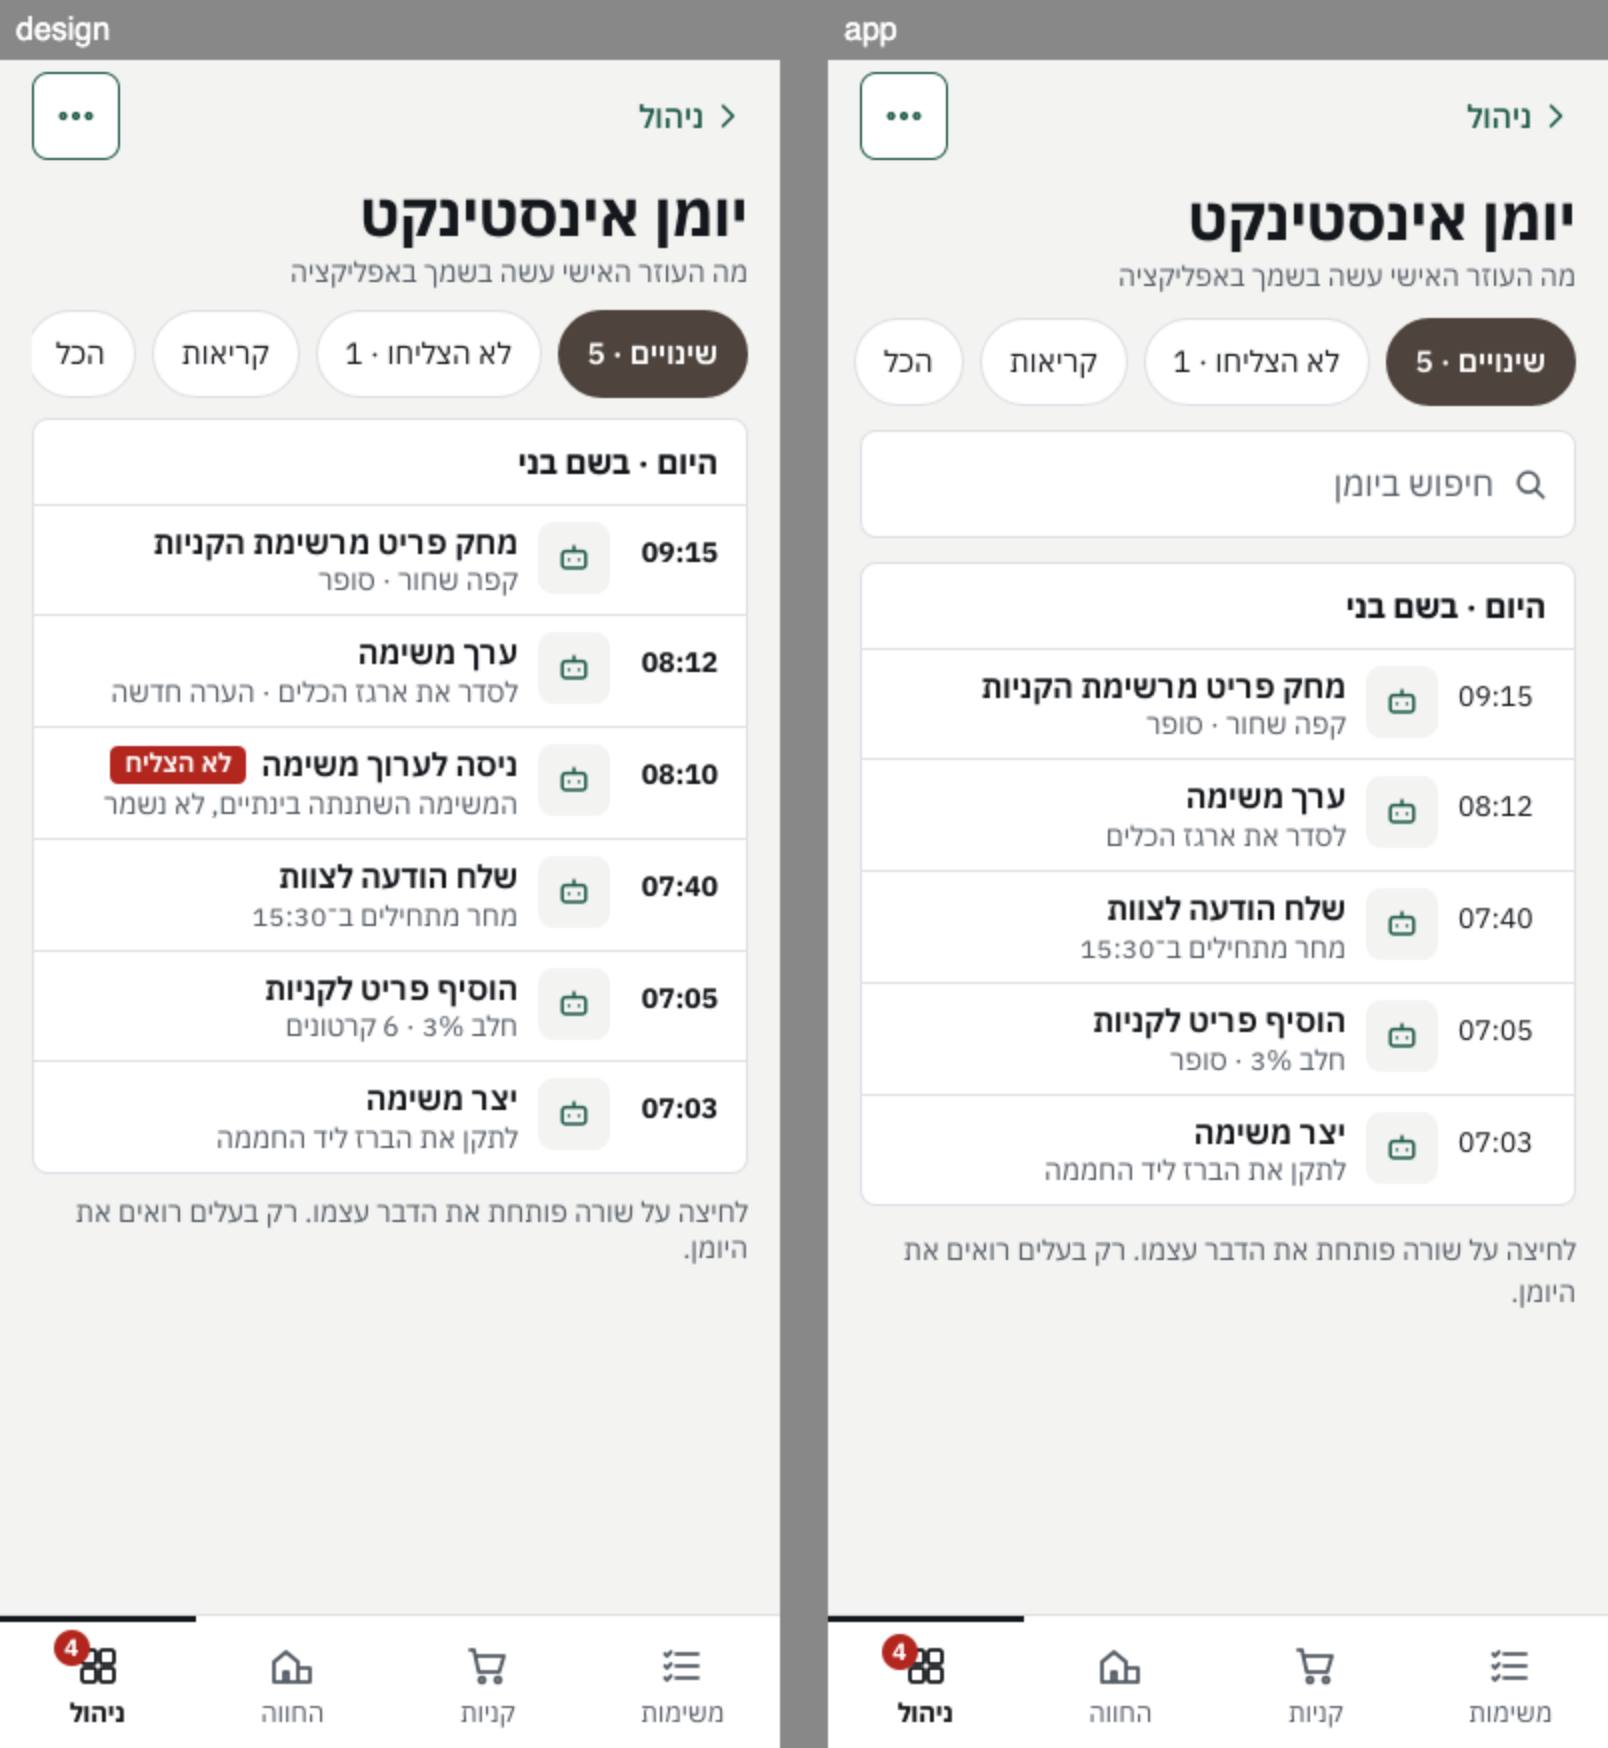 design
ניהול
יומן אינסטינקט
מה העוזר האישי עשה בשמך באפליקציה
שינויים · 5
לא הצליחו · 1
קריאות
הכל
היום · בשם בני
09:15
מחק פריט מרשימת הקניות
קפה שחור · סופר
08:12
ערך משימה
לסדר את ארגז הכלים · הערה חדשה
08:10
ניסה לערוך משימה
לא הצליח
המשימה השתנתה בינתיים, לא נשמר
07:40
שלח הודעה לצוות
מחר מתחילים ב־15:30
07:05
הוסיף פריט לקניות
חלב 3% · 6 קרטונים
07:03
יצר משימה
לתקן את הברז ליד החממה
לחיצה על שורה פותחת את הדבר עצמו. רק בעלים רואים את
היומן.
משימות
קניות
החווה
4
ניהול
app
ניהול
יומן אינסטינקט
מה העוזר האישי עשה בשמך באפליקציה
שינויים · 5
לא הצליחו · 1
קריאות
הכל
חיפוש ביומן
היום · בשם בני
09:15
מחק פריט מרשימת הקניות
קפה שחור · סופר
08:12
ערך משימה
לסדר את ארגז הכלים
07:40
שלח הודעה לצוות
מחר מתחילים ב־15:30
07:05
הוסיף פריט לקניות
חלב 3% · סופר
07:03
יצר משימה
לתקן את הברז ליד החממה
לחיצה על שורה פותחת את הדבר עצמו. רק בעלים רואים את
היומן.
משימות
קניות
החווה
4
ניהול